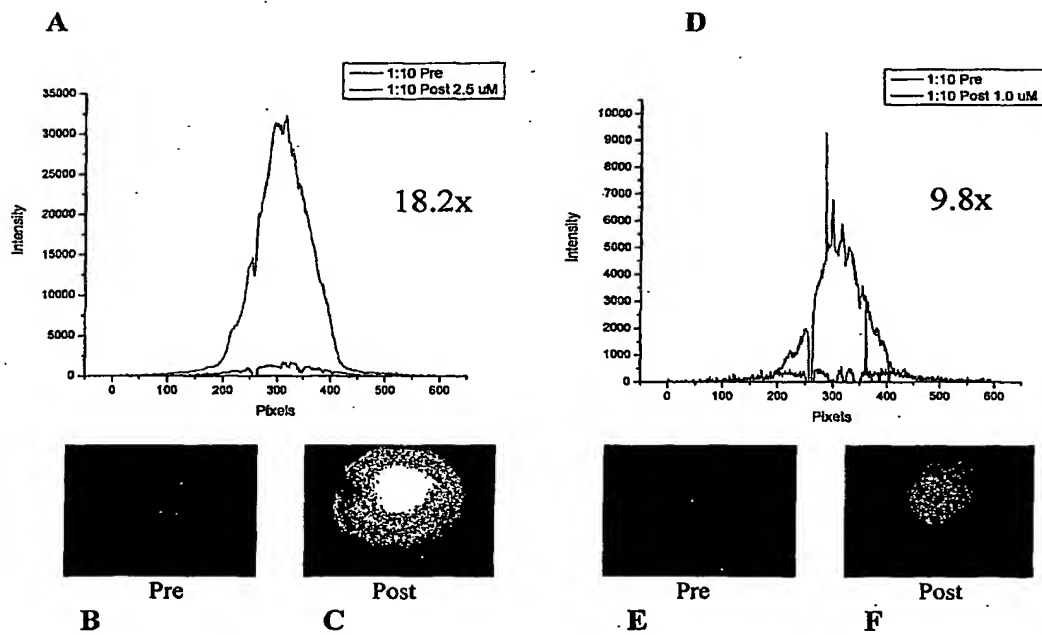 A
D
1:10 Pre
1:10 Post 2.5 uM
1:10 Pre
1:10 Post 1.0 uM
35000
30000
25000
20000
15000
10000
5000
0
Intensity
18.2x
0
100
200
300
400
500
600
Pixels
10000
9000
8000
7000
6000
5000
4000
3000
2000
1000
0
Intensity
9.8x
0
100
200
300
400
500
600
Pixels
Pre
Post
Pre
Post
B
C
E
F